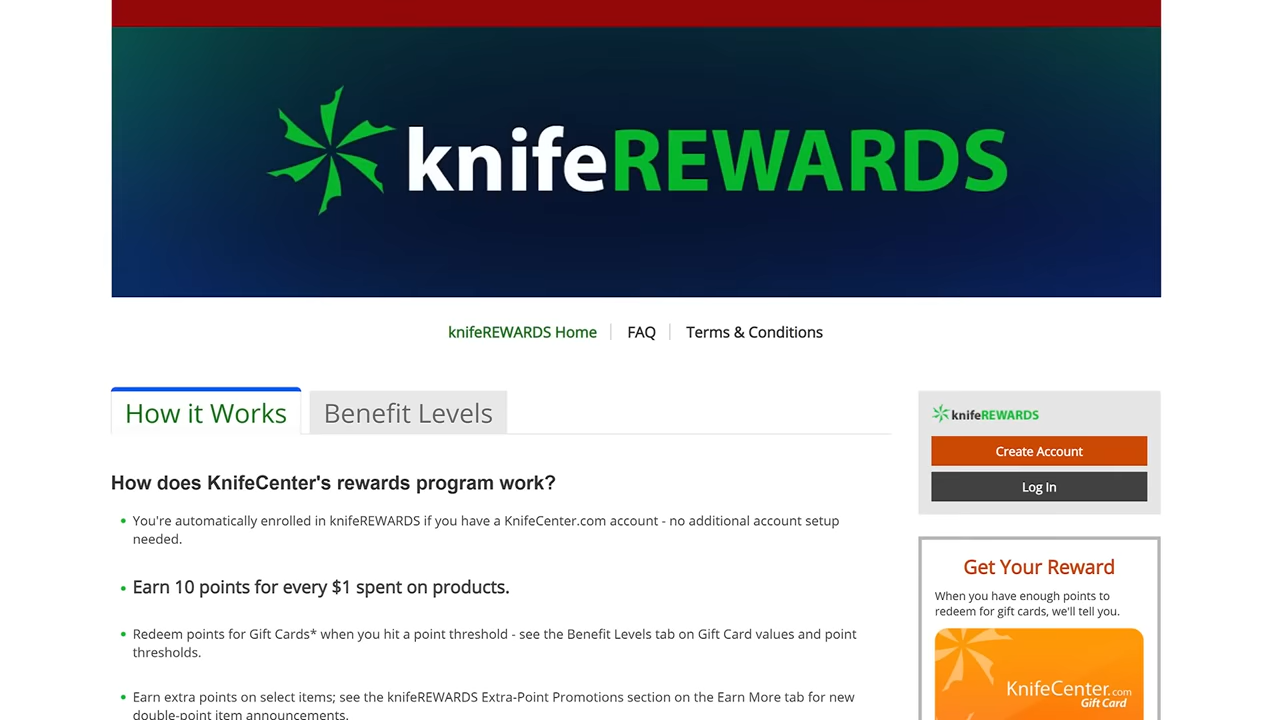 knifeREWARDS
knifeREWARDS Home
FAQ
Terms & Conditions
How it Works
Benefit Levels
How does KnifeCenter's rewards program work?
You're automatically enrolled in knifeREWARDS if you have a KnifeCenter.com account - no additional account setup
needed.
Earn 10 points for every $1 spent on products.
Redeem points for Gift Cards* when you hit a point threshold - see the Benefit Levels tab on Gift Card values and point
thresholds.
Earn extra points on select items; see the knifeREWARDS Extra-Point Promotions section on the Earn More tab for new
double-point item announcements.
knifeREWARDS
Create Account
Log In
Get Your Reward
When you have enough points to
redeem for gift cards, we'll tell you.
KnifeCenter.com
Gift Card